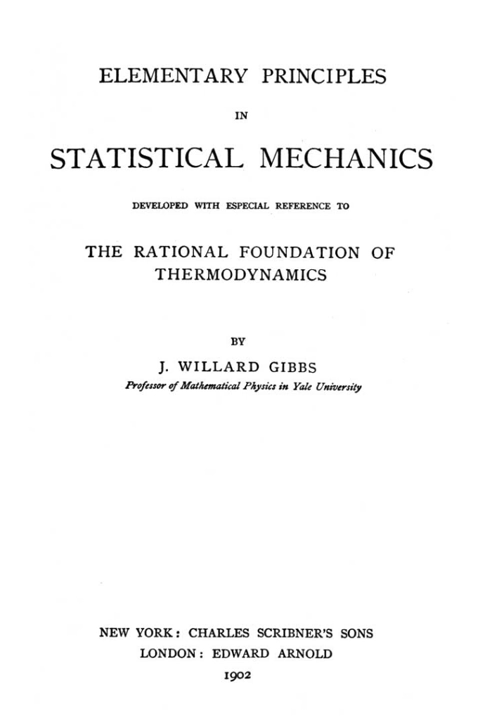 ELEMENTARY PRINCIPLES
IN
STATISTICAL MECHANICS
DEVELOPED WITH ESPECIAL REFERENCE TO
THE RATIONAL FOUNDATION OF
THERMODYNAMICS
BY
J. WILLARD GIBBS
Professor of Mathematical Physics in Yale University
NEW YORK: CHARLES SCRIBNER'S SONS
LONDON: EDWARD ARNOLD
1902